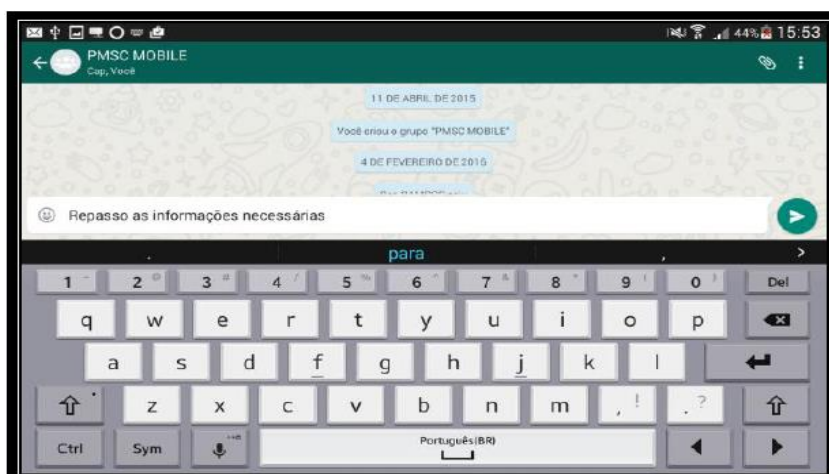 44% 15:53
PMSC MOBILE
Cap, Você
11 DE ABRIL DE 2015
Você criou o grupo "PMSC MOBILE"
4 DE FEVEREIRO DE 2016
Repasso as informações necessárias
. para , >
1 2 @ 3 # 4 / 5 % 6 ^ 7 & 8 * 9 ( 0 ) Del
q w e r t y u i o p
a s d f g h j k l
z x c v b n m , ! . ?
Ctrl Sym Português(BR)